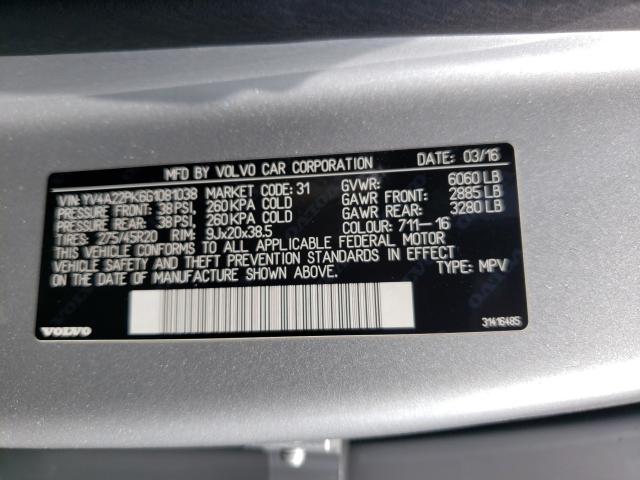 MFD BY VOLVO CAR CORPORATION DATE: 03/16
VIN: YV4A22PK6G1081038 MARKET CODE: 31 GVWR: 6060 LB
PRESSURE FRONT: 38 PSI, 260 KPA COLD GAWR FRONT: 2885 LB
PRESSURE REAR: 38 PSI, 260 KPA COLD GAWR REAR: 3280 LB
TIRES: 275/45R20 RIM: 9Jx20x38.5 COLOUR: 711-16
THIS VEHICLE CONFORMS TO ALL APPLICABLE FEDERAL MOTOR
VEHICLE SAFETY AND THEFT PREVENTION STANDARDS IN EFFECT
ON THE DATE OF MANUFACTURE SHOWN ABOVE. TYPE: MPV
VOLVO 31416485